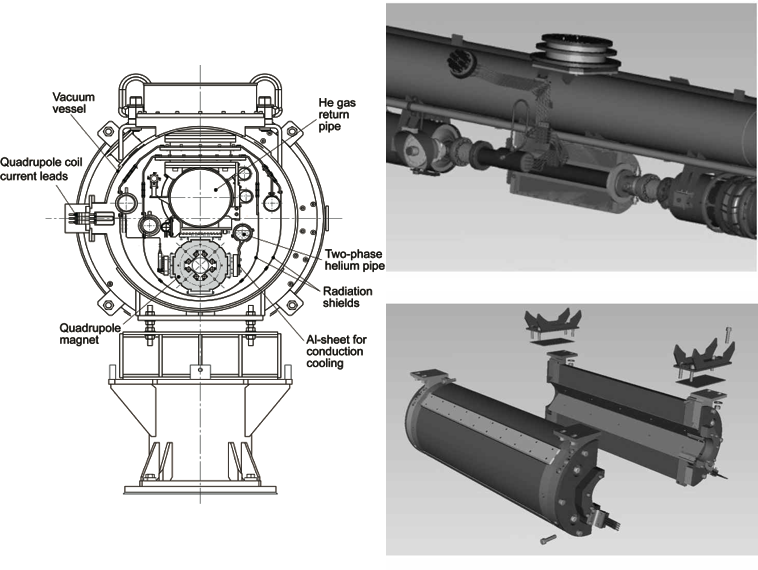 Vacuum
vessel
He gas
return
pipe
Quadrupole coil
current leads
Two-phase
helium pipe
Radiation
shields
Quadrupole
magnet
Al-sheet for
conduction
cooling